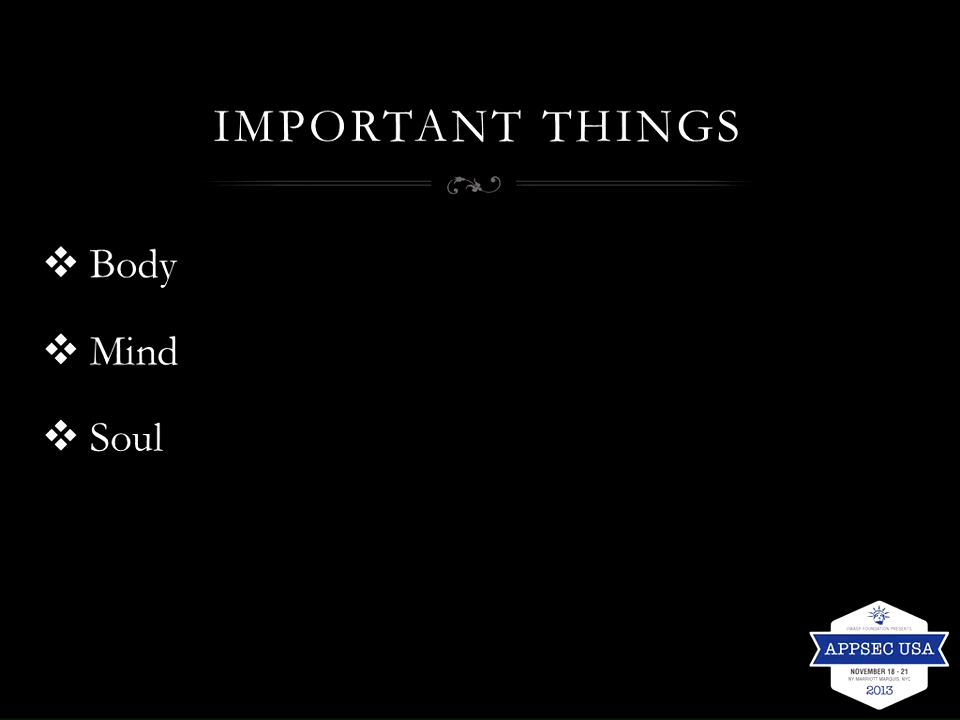 IMPORTANT THINGS
Body
Mind
Soul
OWASP FOUNDATION PRESENTS
APPSEC USA
NOVEMBER 18 - 21
NY MARRIOTT MARQUIS, NYC
2013